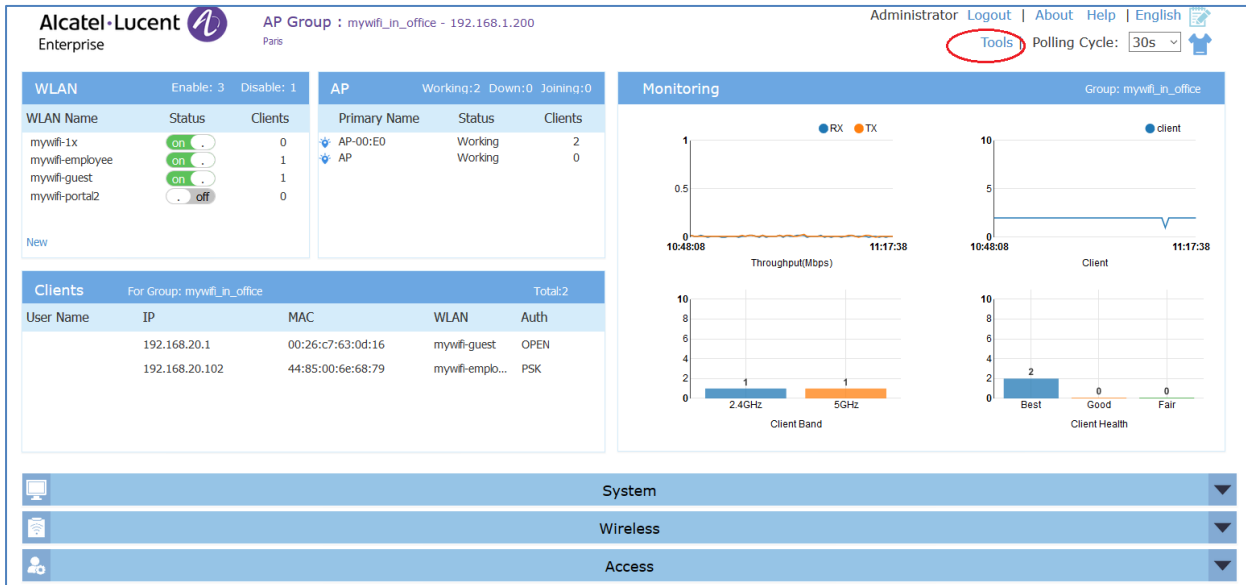 Alcatel·Lucent
Enterprise
AP Group : mywifi_in_office - 192.168.1.200
Paris
Administrator Logout | About Help | English
Tools | Polling Cycle: 30s
WLAN Enable: 3 Disable: 1
WLAN Name Status Clients
mywifi-1x on . 0
mywifi-employee on . 1
mywifi-guest on . 1
mywifi-portal2 . off 0
New
AP Working:2 Down:0 Joining:0
Primary Name Status Clients
AP-00:E0 Working 2
AP Working 0
Clients For Group: mywifi_in_office Total:2
User Name IP MAC WLAN Auth
192.168.20.1 00:26:c7:63:0d:16 mywifi-guest OPEN
192.168.20.102 44:85:00:6e:68:79 mywifi-emplo... PSK
Monitoring Group: mywifi_in_office
RX TX
1
0.5
0
10:48:08 11:17:38
Throughput(Mbps)
client
10
5
0
10:48:08 11:17:38
Client
10
8
6
4
2
0
1 1
2.4GHz 5GHz
Client Band
10
8
6
4
2
0
2 0 0
Best Good Fair
Client Health
System
Wireless
Access